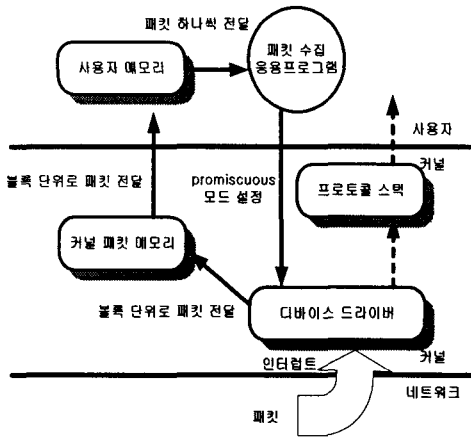 패킷 하나씩 전달
사용자 메모리
패킷 수집
응용프로그램
사용자
커널
블록 단위로 패킷 전달
promiscuous
모드 설정
프로토콜 스택
커널 패킷 메모리
블록 단위로 패킷 전달
디바이스 드라이버
인터럽트
커널
네트워크
패킷